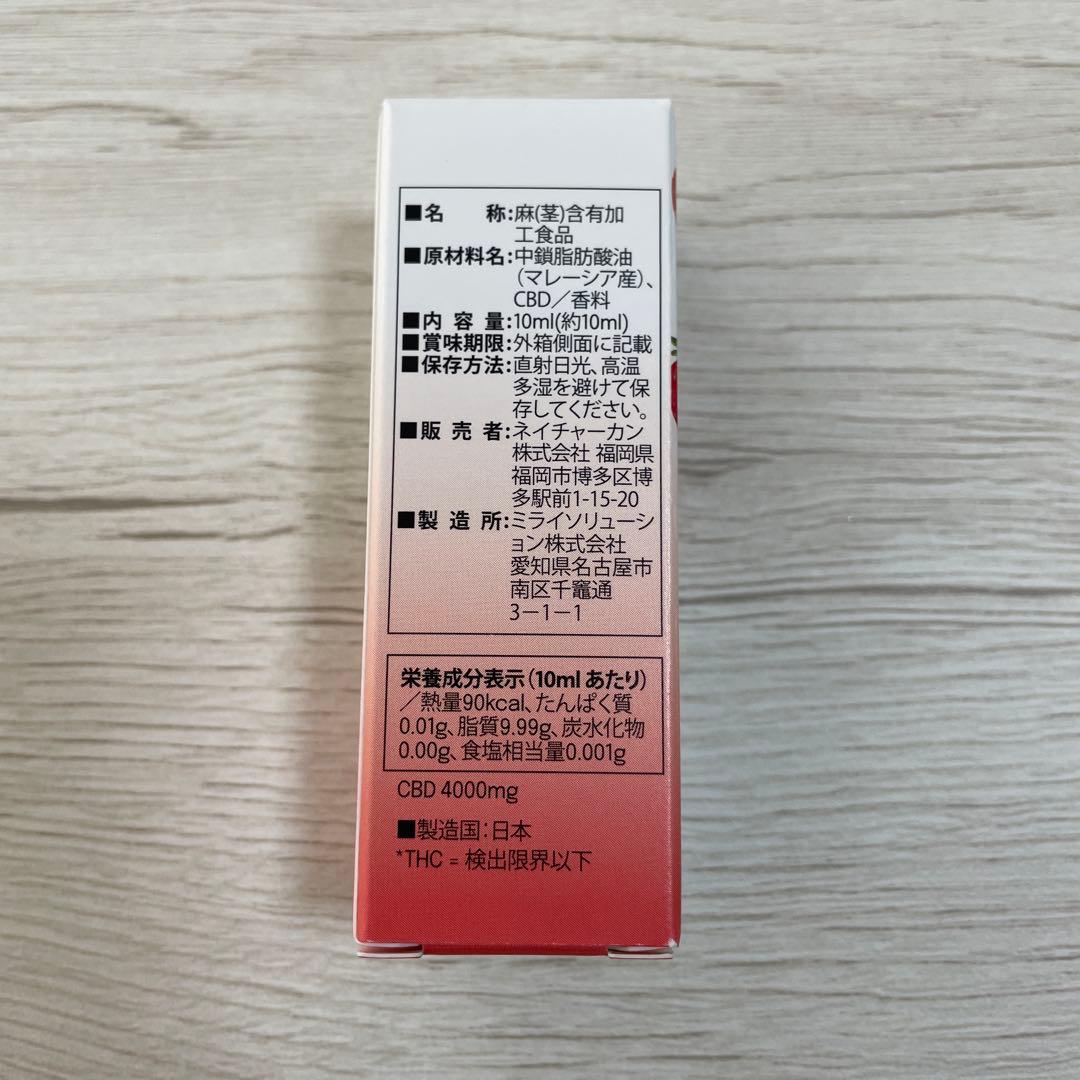 ■名　　称:麻(茎)含有加
工食品
■原材料名:中鎖脂肪酸油
（マレーシア産）、
CBD／香料
■内 容 量:10ml(約10ml)
■賞味期限:外箱側面に記載
■保存方法:直射日光、高温
多湿を避けて保
存してください。
■販 売 者:ネイチャーカン
株式会社 福岡県
福岡市博多区博
多駅前1-15-20
■製 造 所:ミライソリューシ
ョン株式会社
愛知県名古屋市
南区千竈通
3－1－1
栄養成分表示（10mlあたり）
／熱量90kcal、たんぱく質
0.01g、脂質9.99g、炭水化物
0.00g、食塩相当量0.001g
CBD 4000mg
■製造国：日本
*THC = 検出限界以下